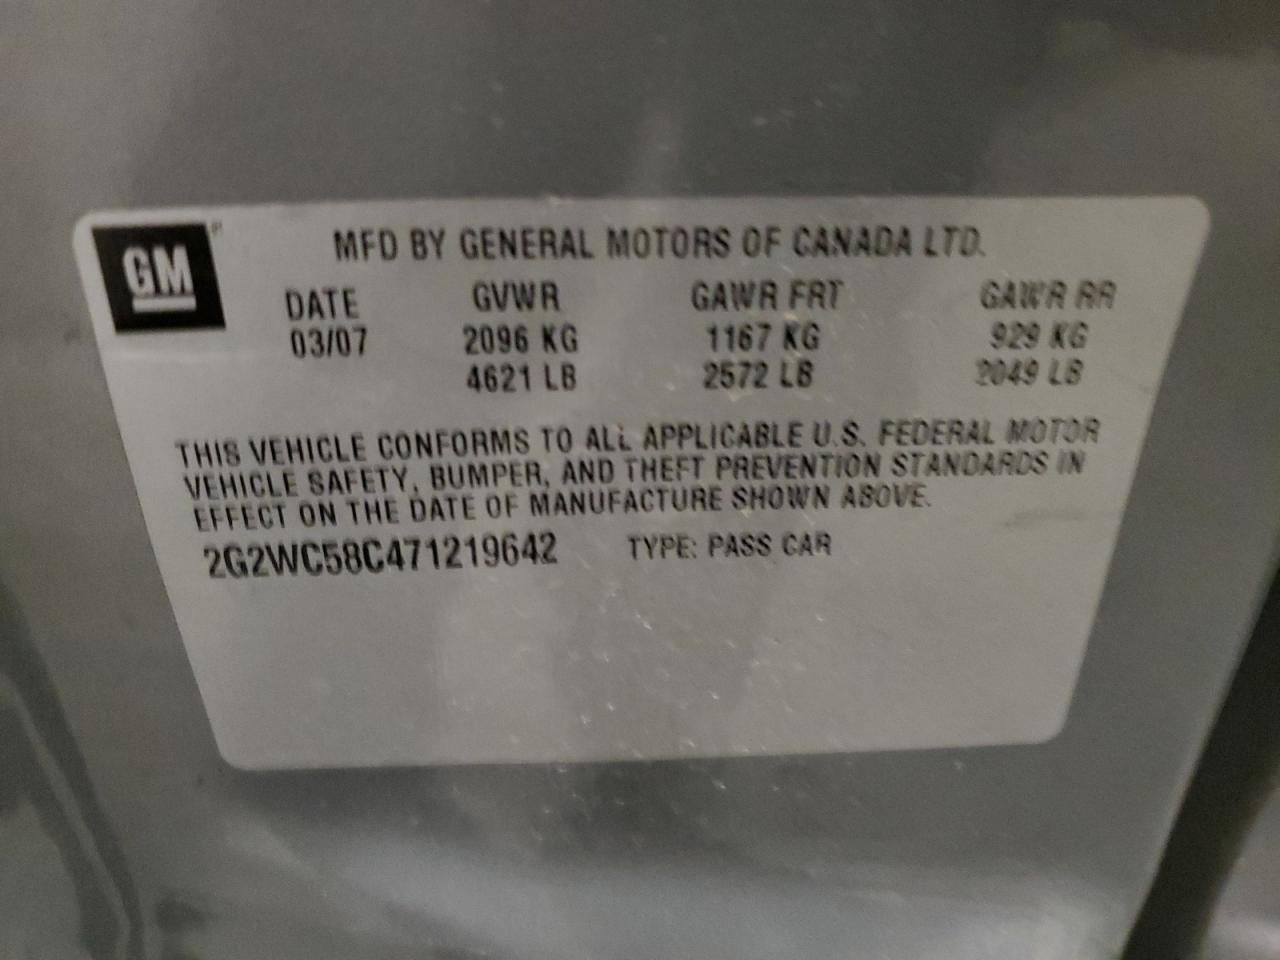 GM
MFD BY GENERAL MOTORS OF CANADA LTD.
DATE GVWR GAWR FRT GAWR RR
03/07 2096 KG 1167 KG 929 KG
4621 LB 2572 LB 2049 LB
THIS VEHICLE CONFORMS TO ALL APPLICABLE U.S. FEDERAL MOTOR
VEHICLE SAFETY, BUMPER, AND THEFT PREVENTION STANDARDS IN
EFFECT ON THE DATE OF MANUFACTURE SHOWN ABOVE.
2G2WC58C471219642 TYPE: PASS CAR